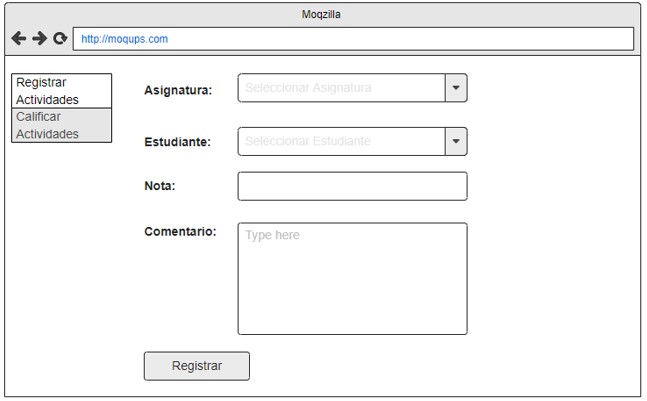 Moqzilla
http://moqups.com
Registrar
Actividades
Calificar
Actividades
Asignatura:
Seleccionar Asignatura
Estudiante:
Seleccionar Estudiante
Nota:
Comentario:
Type here
Registrar